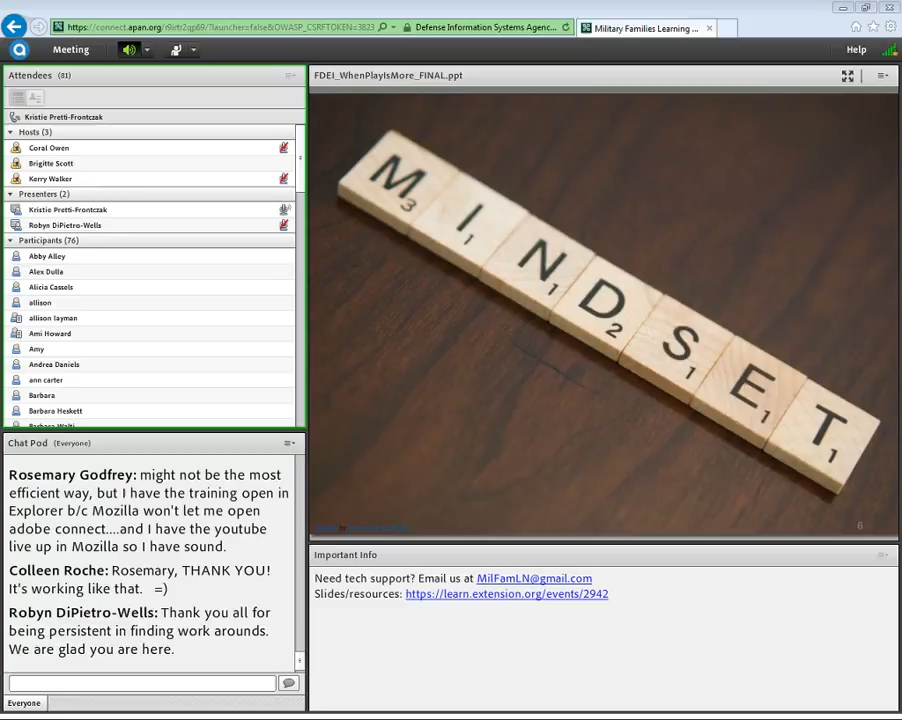 https://connect.apan.org/r9irtz2qp69/?launcher=false&OWASP_CSRFTOKEN=3823
Defense Information Systems Agenc...
Military Families Learning ...
Meeting
Help
Attendees (81)
Kristie Pretti-Frontczak
Hosts (3)
Coral Owen
Brigitte Scott
Kerry Walker
Presenters (2)
Kristie Pretti-Frontczak
Robyn DiPietro-Wells
Participants (76)
Abby Alley
Alex Dulla
Alicia Cassels
allison
allison layman
Ami Howard
Amy
Andrea Daniels
ann carter
Barbara
Barbara Heskett
Chat Pod (Everyone)
Rosemary Godfrey: might not be the most
efficient way, but I have the training open in
Explorer b/c Mozilla won't let me open
adobe connect....and I have the youtube
live up in Mozilla so I have sound.
Colleen Roche: Rosemary, THANK YOU!
It's working like that. =)
Robyn DiPietro-Wells: Thank you all for
being persistent in finding work arounds.
We are glad you are here.
Everyone
FDEI_WhenPlayIsMore_FINAL.ppt
M3 I1 N1 D2 S1 E1 T1
6
Important Info
Need tech support? Email us at MilFamLN@gmail.com
Slides/resources: https://learn.extension.org/events/2942